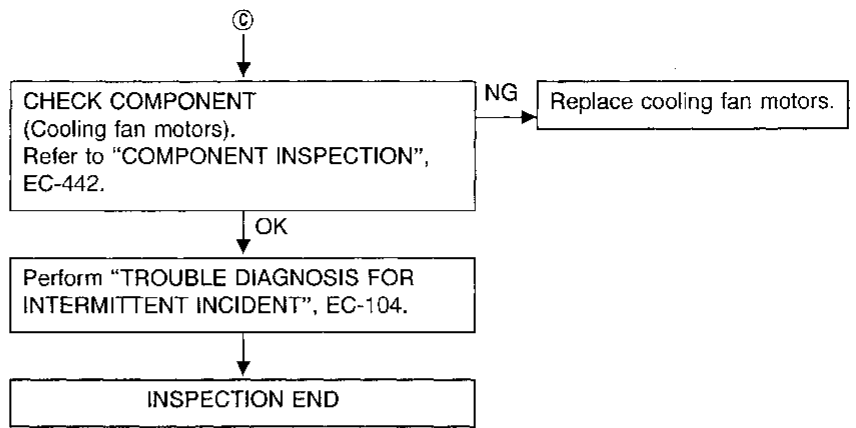 Ⓒ
CHECK COMPONENT
(Cooling fan motors).
Refer to “COMPONENT INSPECTION”,
EC-442.
NG
Replace cooling fan motors.
OK
Perform “TROUBLE DIAGNOSIS FOR
INTERMITTENT INCIDENT”, EC-104.
INSPECTION END